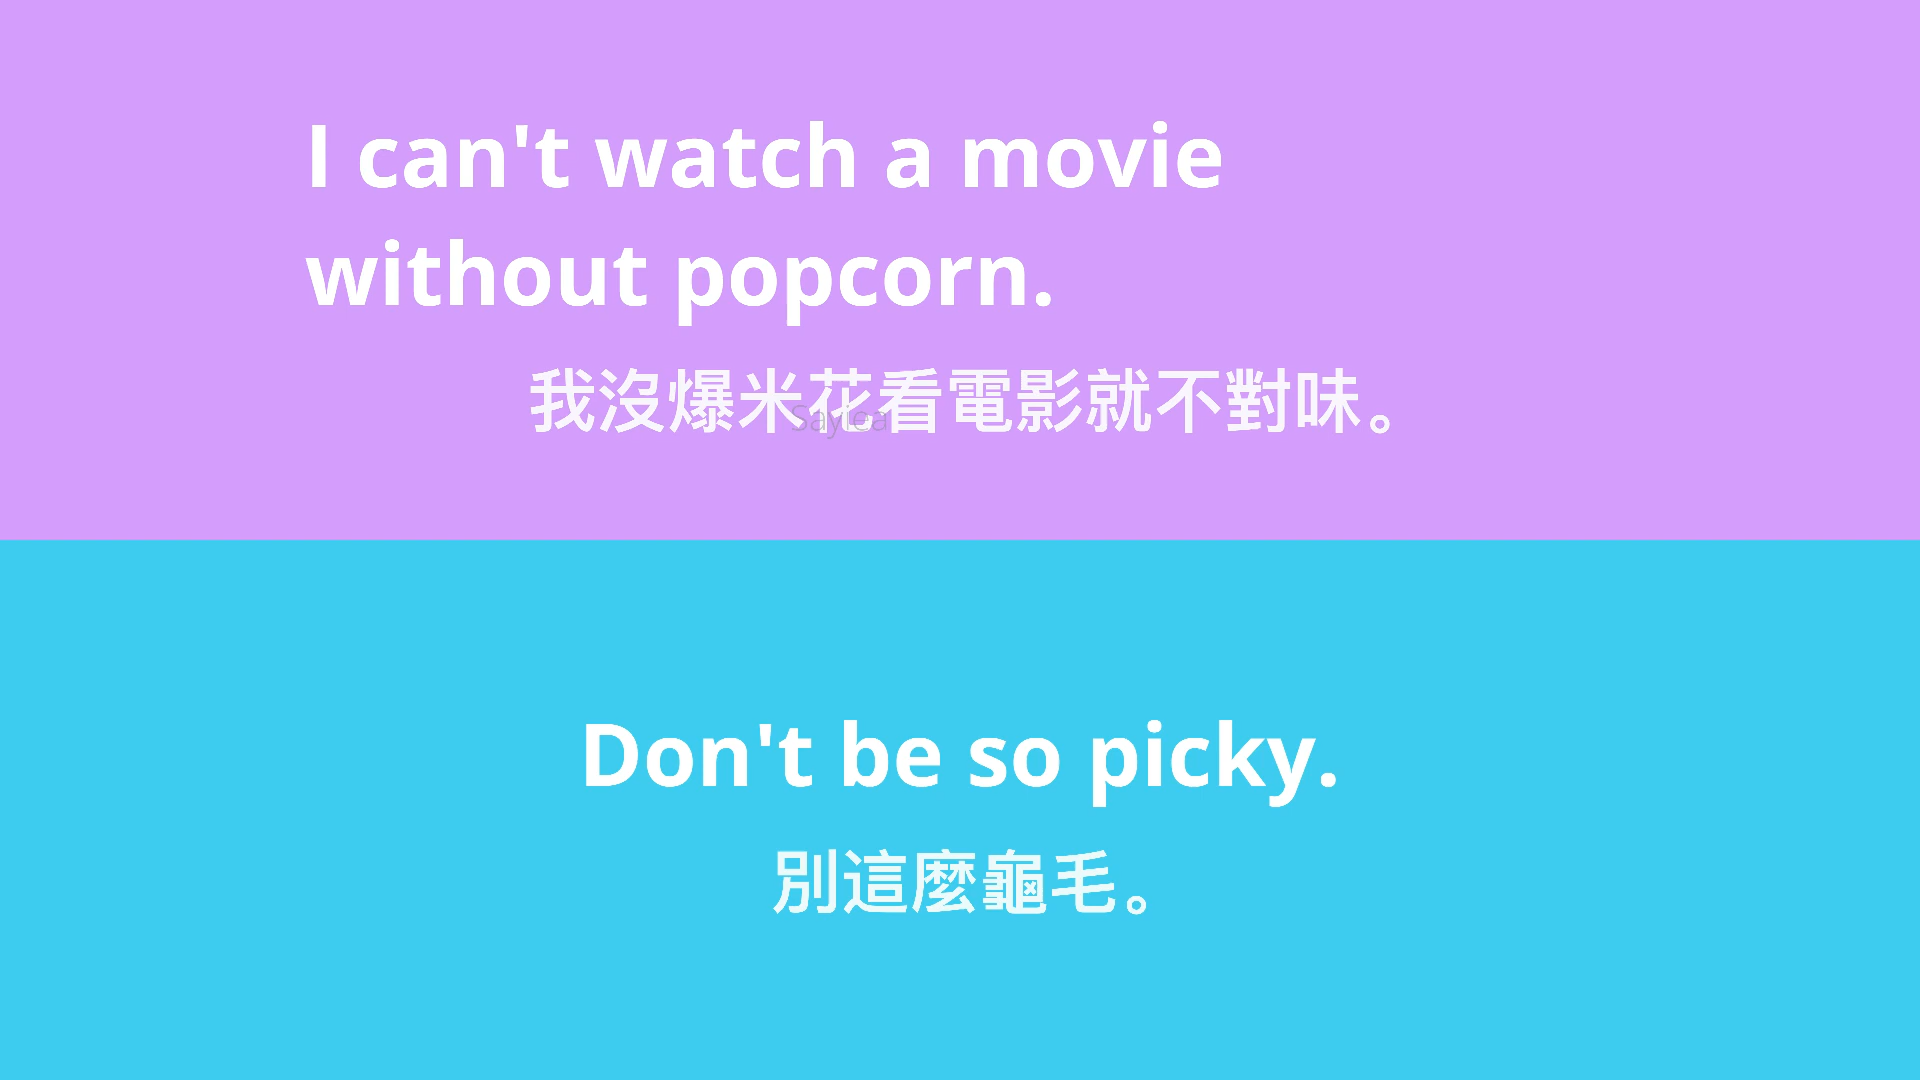 I can't watch a movie
without popcorn.
我沒爆米花看電影就不對味。
Don't be so picky.
別這麼龜毛。